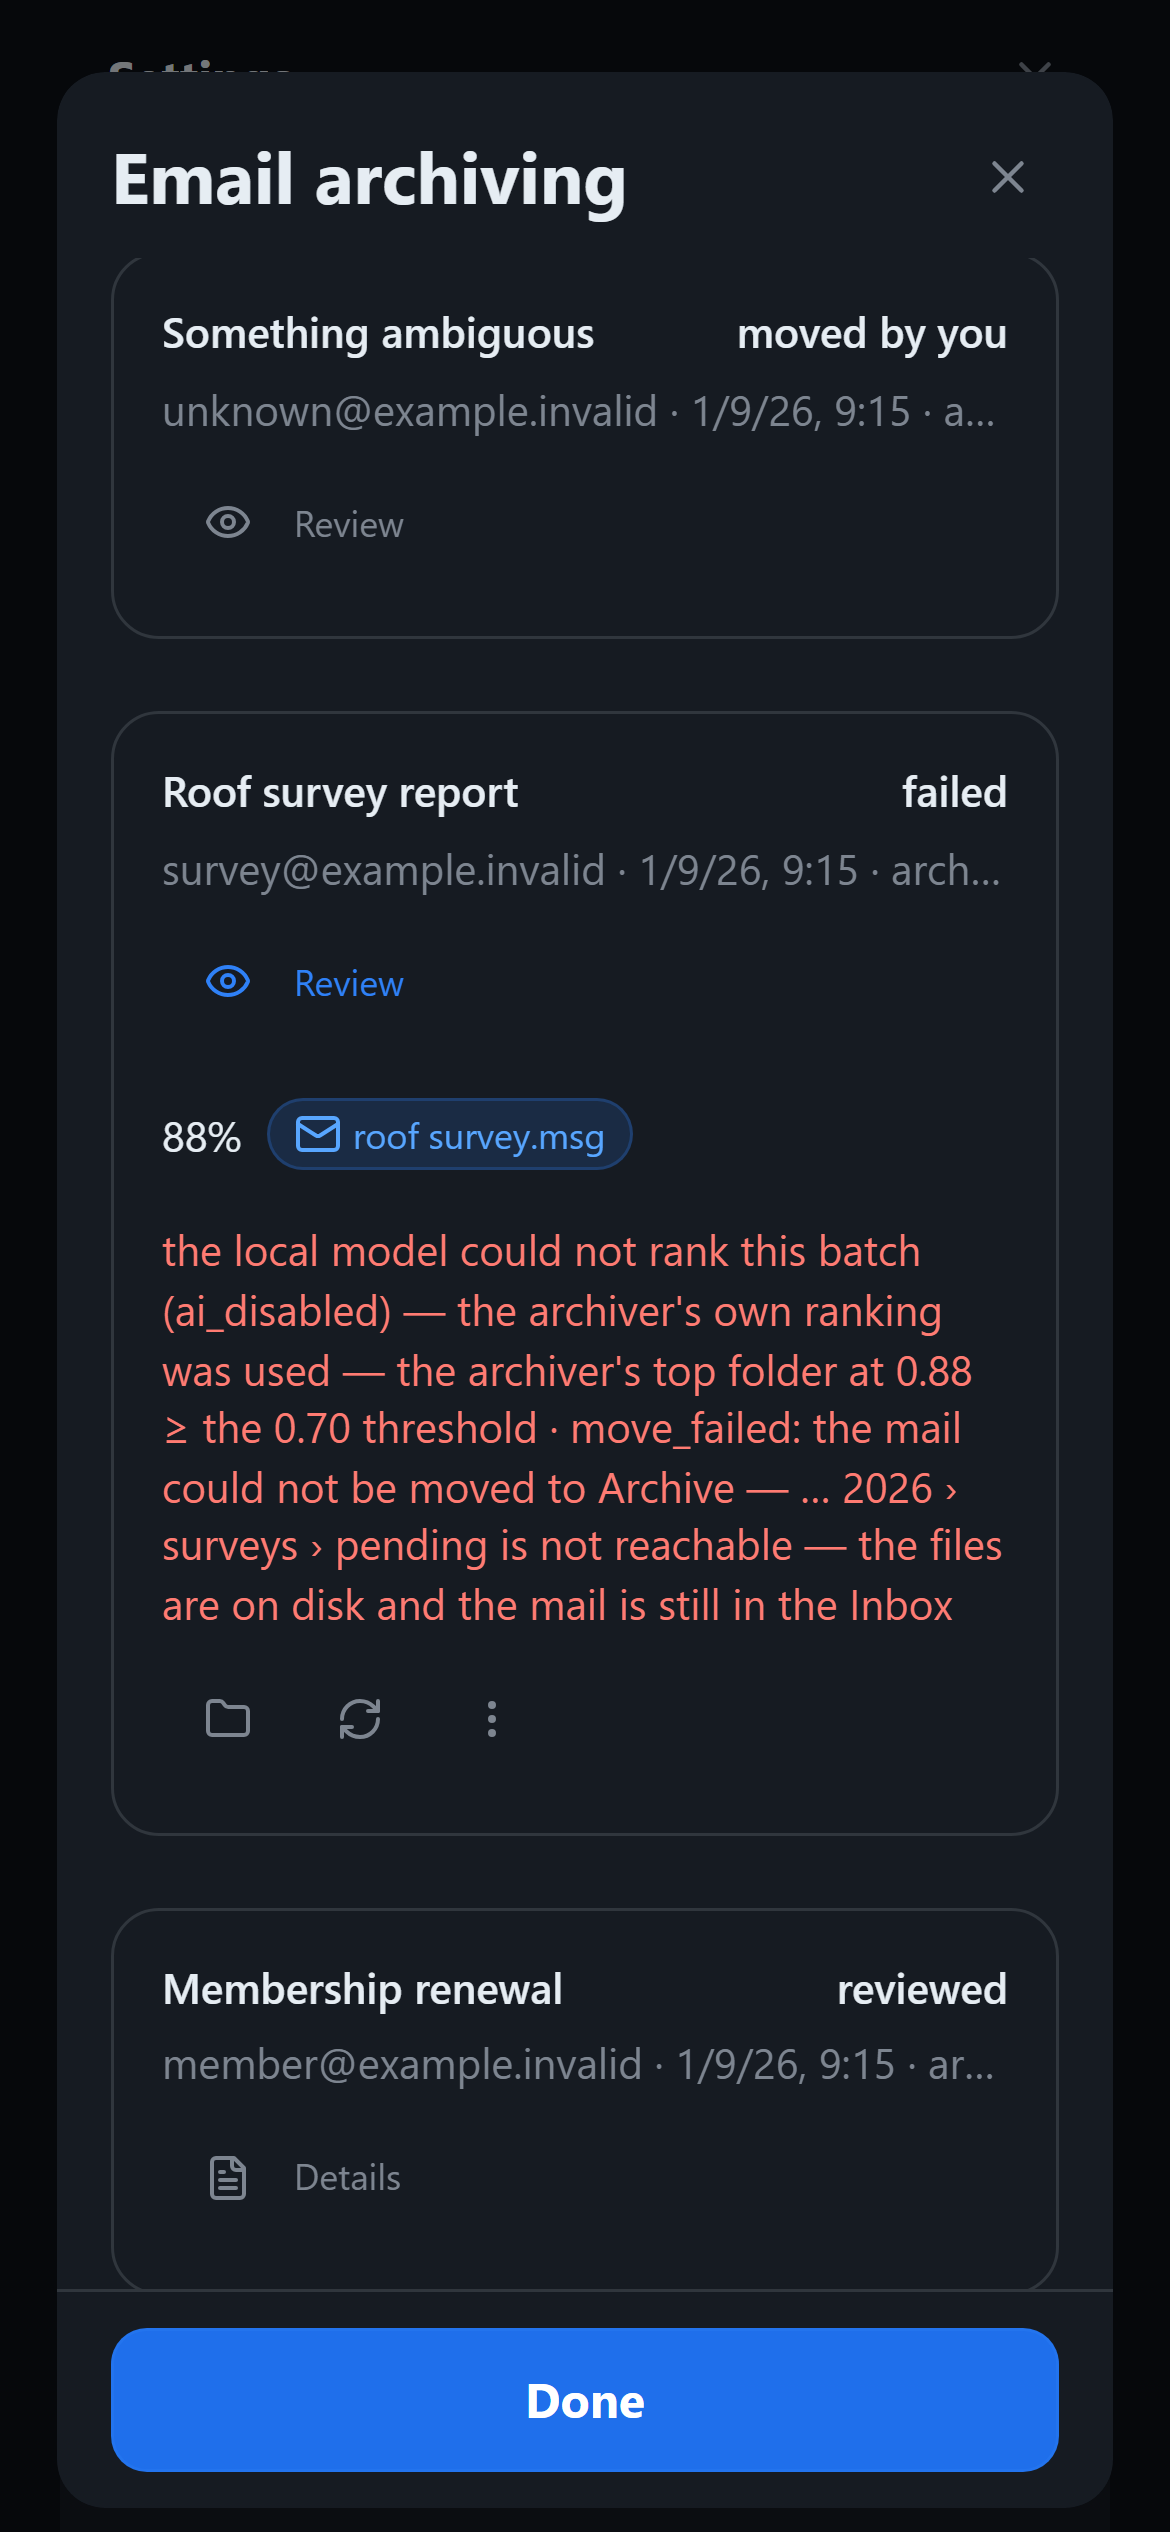 Settings
Email archiving
Something ambiguous moved by you
unknown@example.invalid · 1/9/26, 9:15 · a...
Review
Roof survey report failed
survey@example.invalid · 1/9/26, 9:15 · arch...
Review
88% roof survey.msg
the local model could not rank this batch
(ai_disabled) — the archiver's own ranking
was used — the archiver's top folder at 0.88
≥ the 0.70 threshold · move_failed: the mail
could not be moved to Archive — … 2026 ›
surveys › pending is not reachable — the files
are on disk and the mail is still in the Inbox
Membership renewal reviewed
member@example.invalid · 1/9/26, 9:15 · ar...
Details
Done